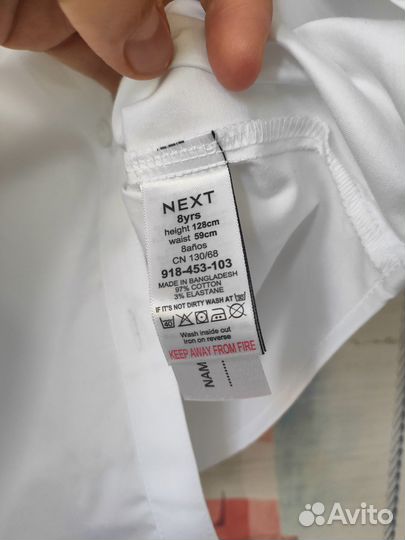 NEXT
8yrs
height 128cm
waist 59cm
8años
CN 130/68
918-453-103
MADE IN BANGLADESH
97% COTTON
3% ELASTANE
IF IT'S NOT DIRTY WASH AT
40
Wash inside out
Iron on reverse
KEEP AWAY FROM FIRE
NAM
Avito